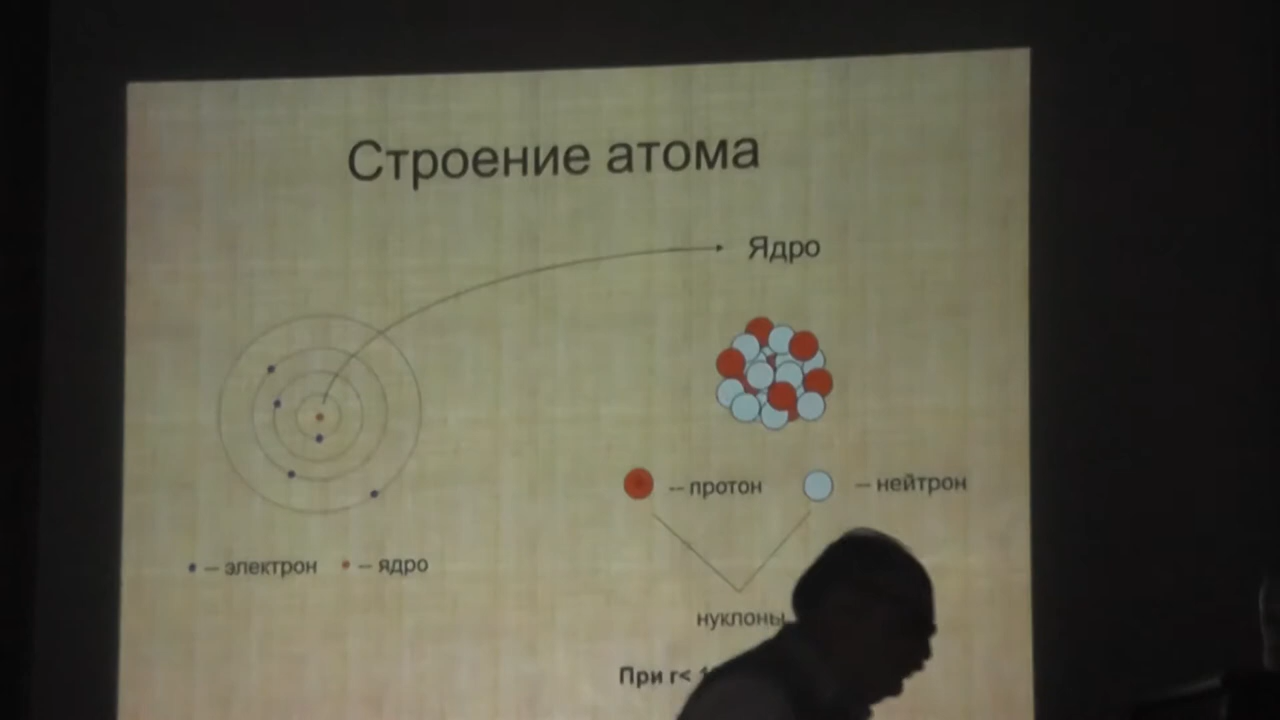 Строение атома
Ядро
– протон – нейтрон
– электрон – ядро
нуклоны
При r<